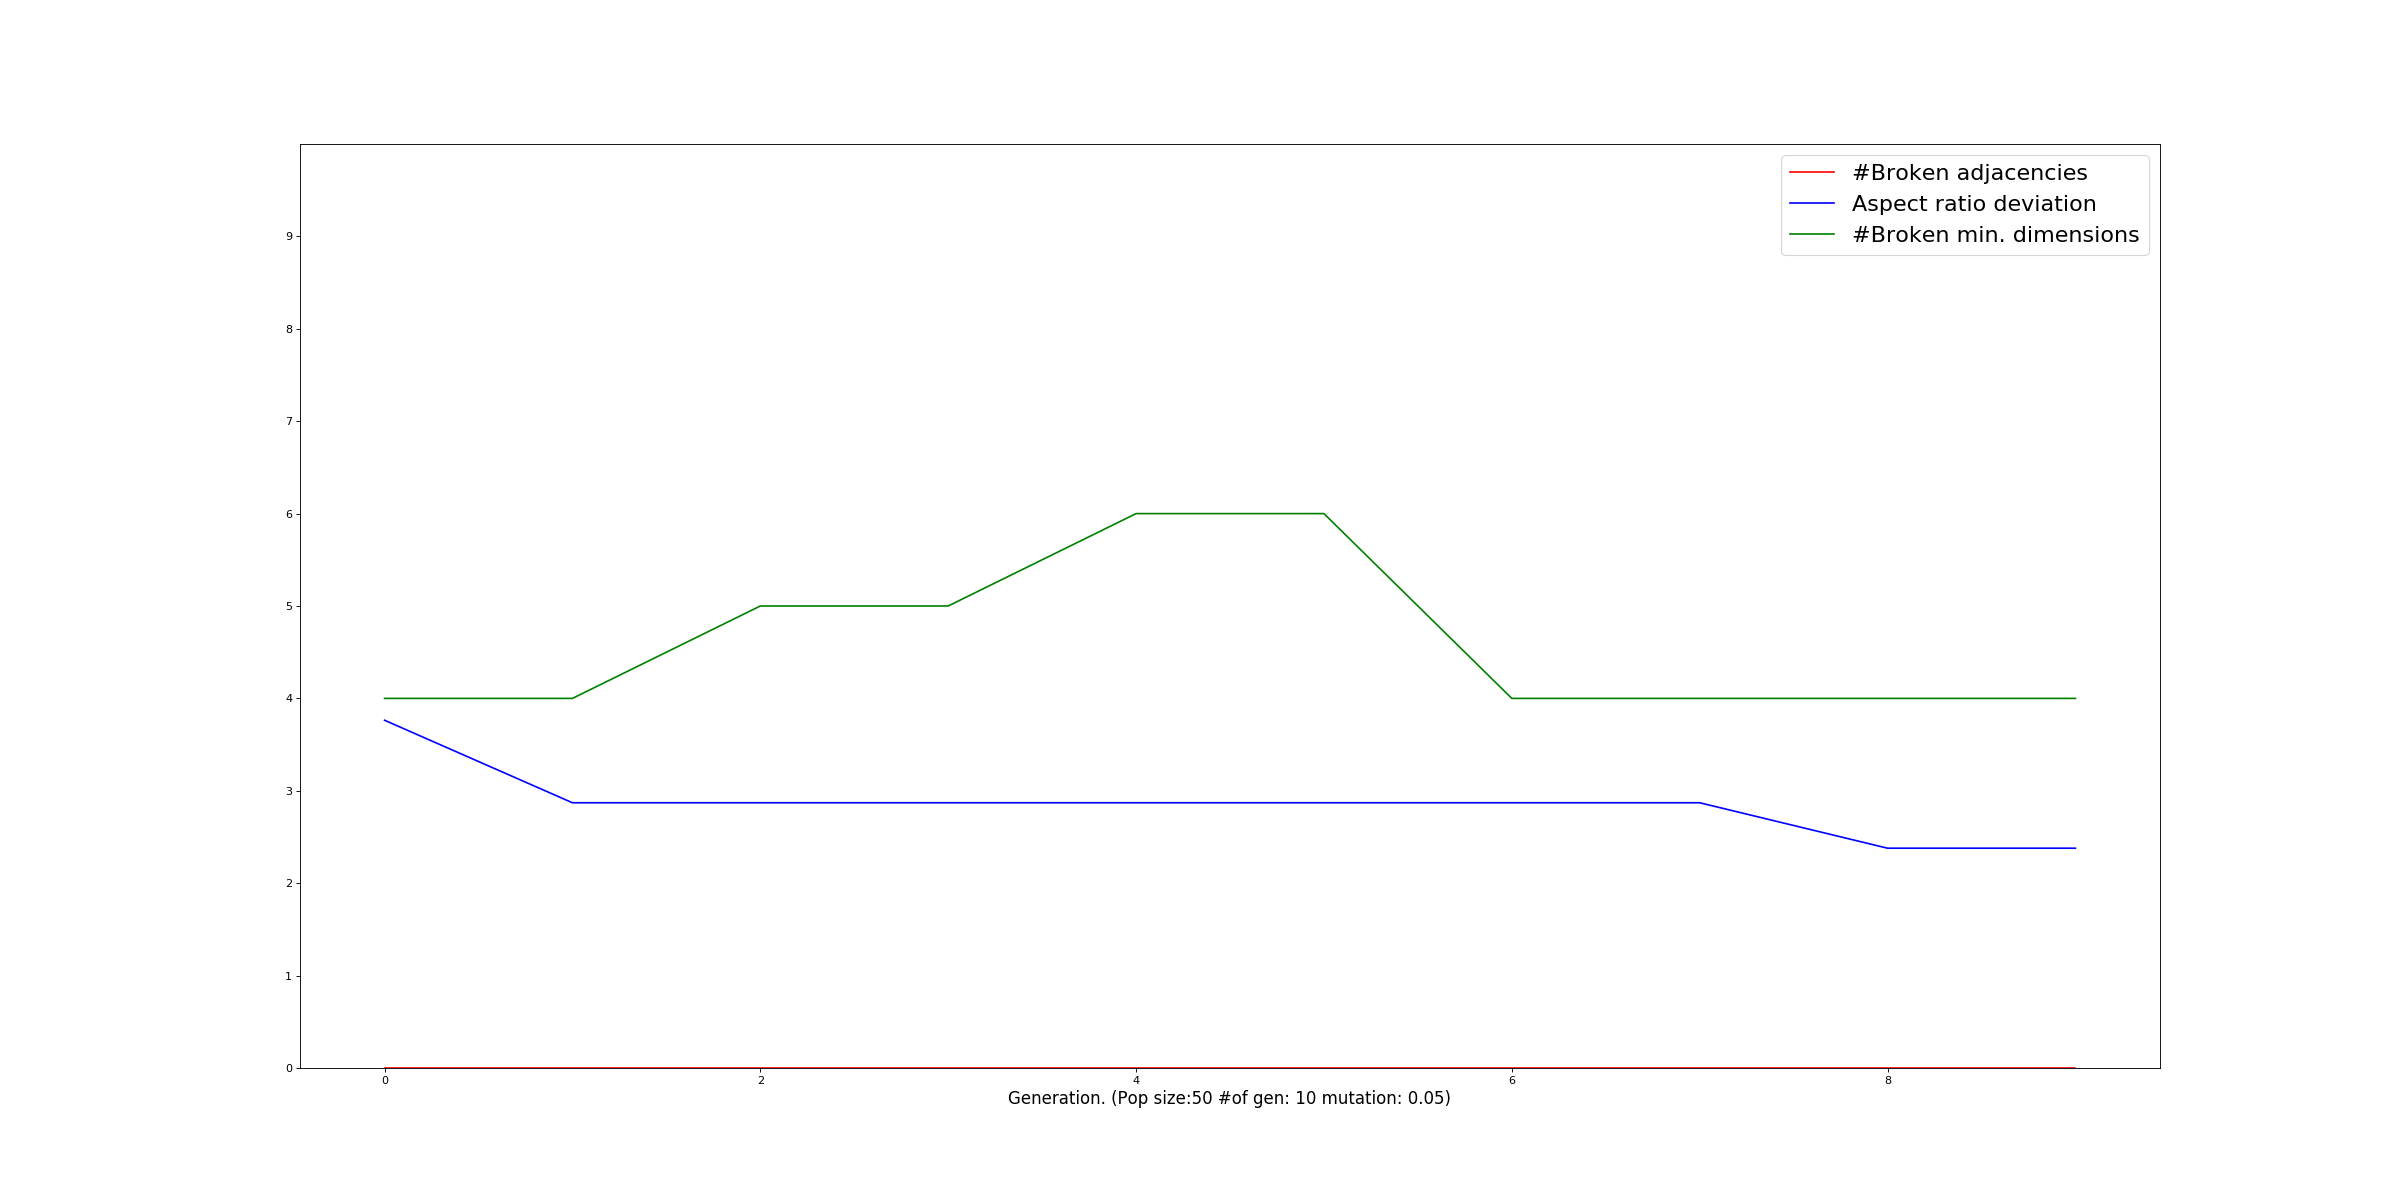 #Broken adjacencies
Aspect ratio deviation
#Broken min. dimensions
9
8
7
6
5
4
3
2
1
0
0 2 4 6 8
Generation. (Pop size:50 #of gen: 10 mutation: 0.05)